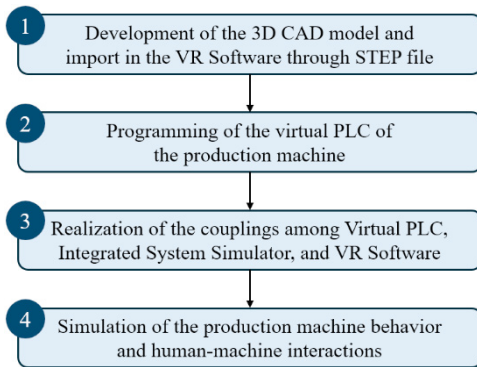 1
Development of the 3D CAD model and
import in the VR Software through STEP file
2
Programming of the virtual PLC of
the production machine
3
Realization of the couplings among Virtual PLC,
Integrated System Simulator, and VR Software
4
Simulation of the production machine behavior
and human-machine interactions